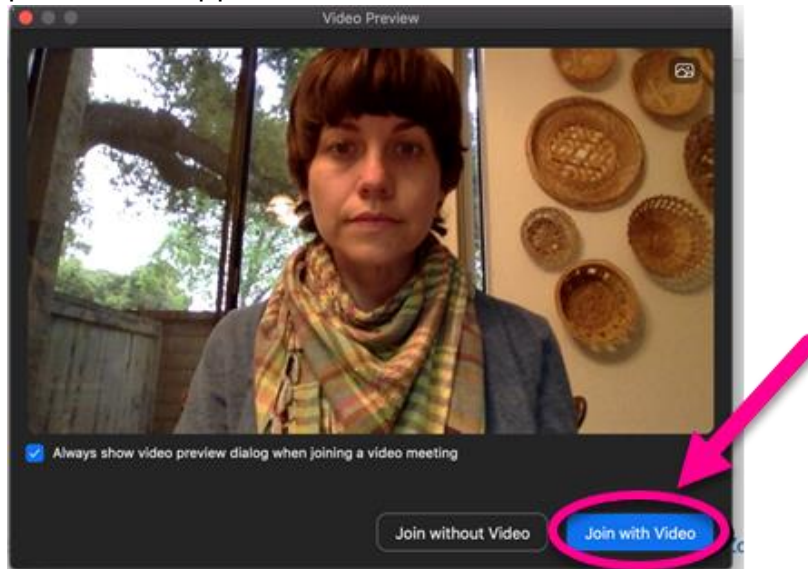 Video Preview
Always show video preview dialog when joining a video meeting
Join without Video
Join with Video